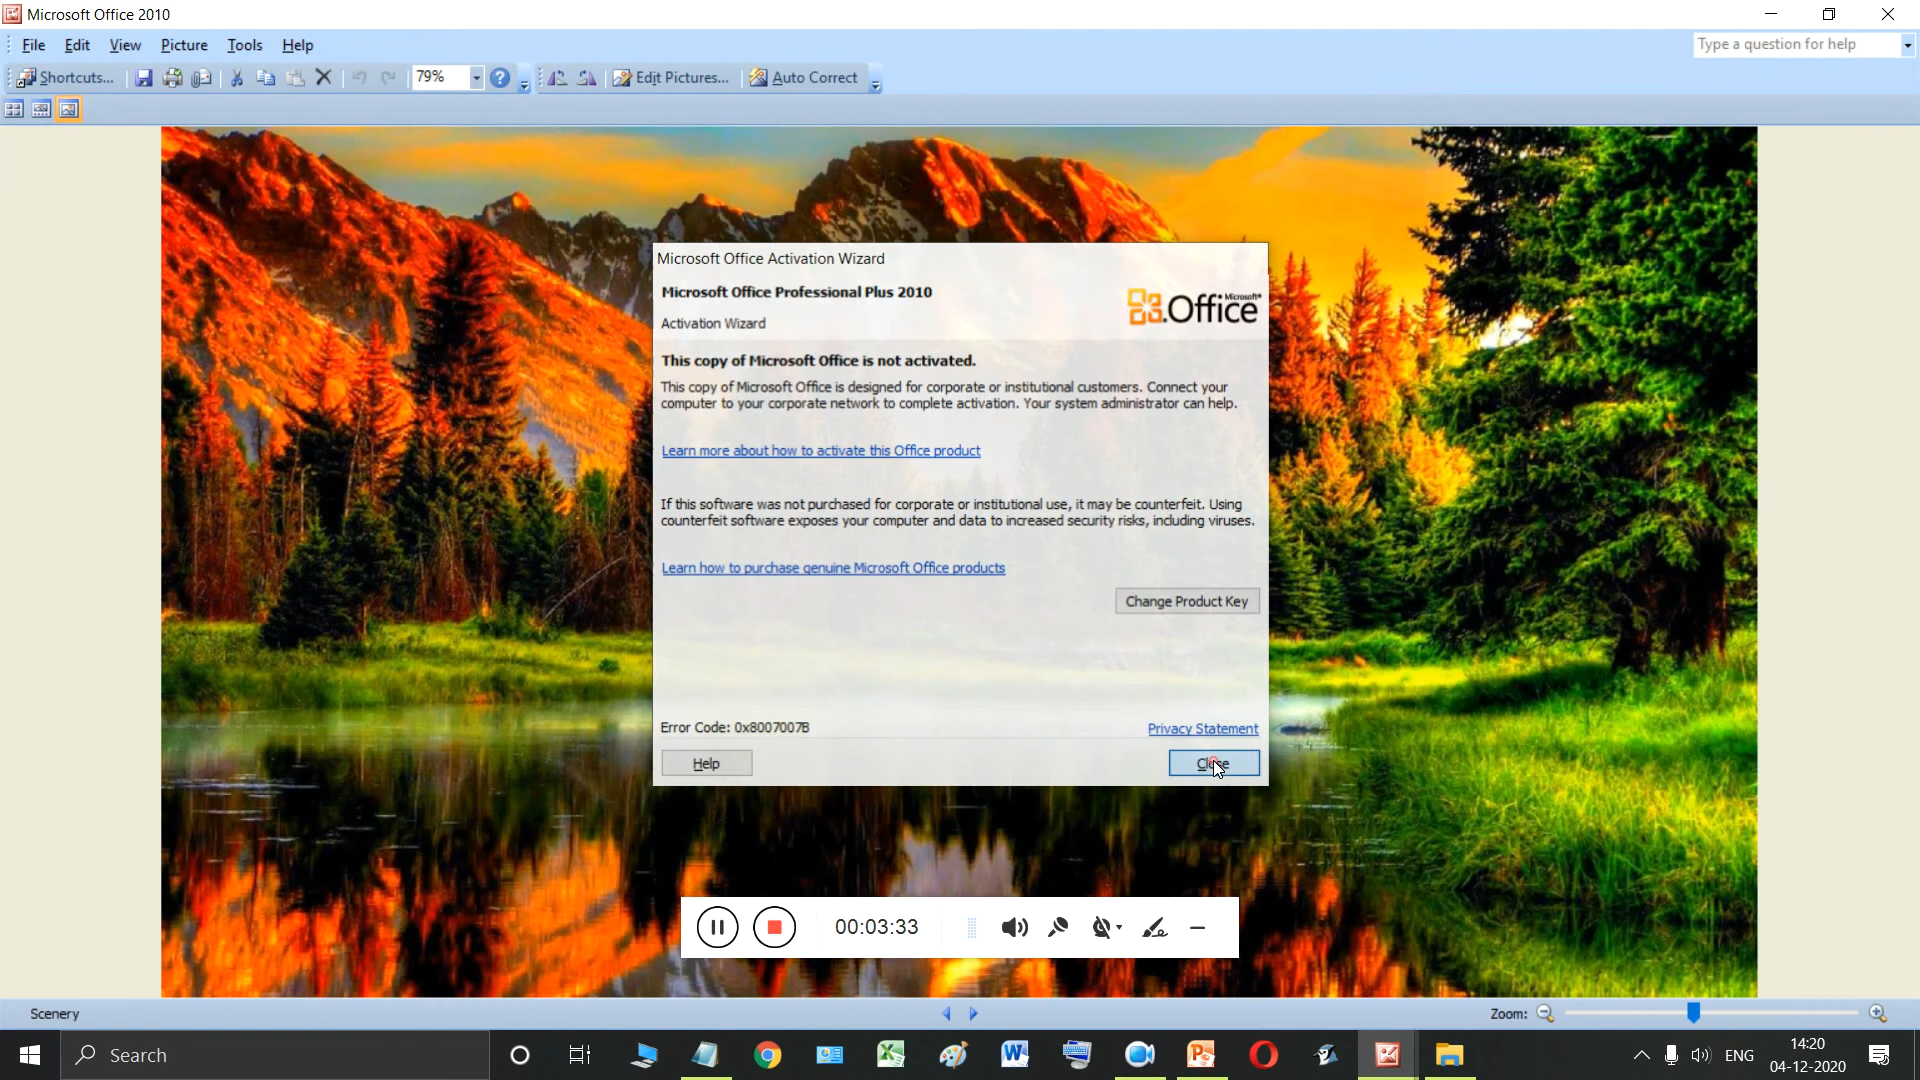 Microsoft Office 2010
File Edit View Picture Tools Help
Type a question for help
Shortcuts... 79% Edit Pictures... Auto Correct
Microsoft Office Activation Wizard
Microsoft Office Professional Plus 2010
Microsoft®
Office
Activation Wizard
This copy of Microsoft Office is not activated.
This copy of Microsoft Office is designed for corporate or institutional customers. Connect your
computer to your corporate network to complete activation. Your system administrator can help.
Learn more about how to activate this Office product
If this software was not purchased for corporate or institutional use, it may be counterfeit. Using
counterfeit software exposes your computer and data to increased security risks, including viruses.
Learn how to purchase genuine Microsoft Office products
Change Product Key
Error Code: 0x8007007B
Privacy Statement
Help
Close
00:03:33
Scenery
Zoom:
Search
ENG
14:20
04-12-2020